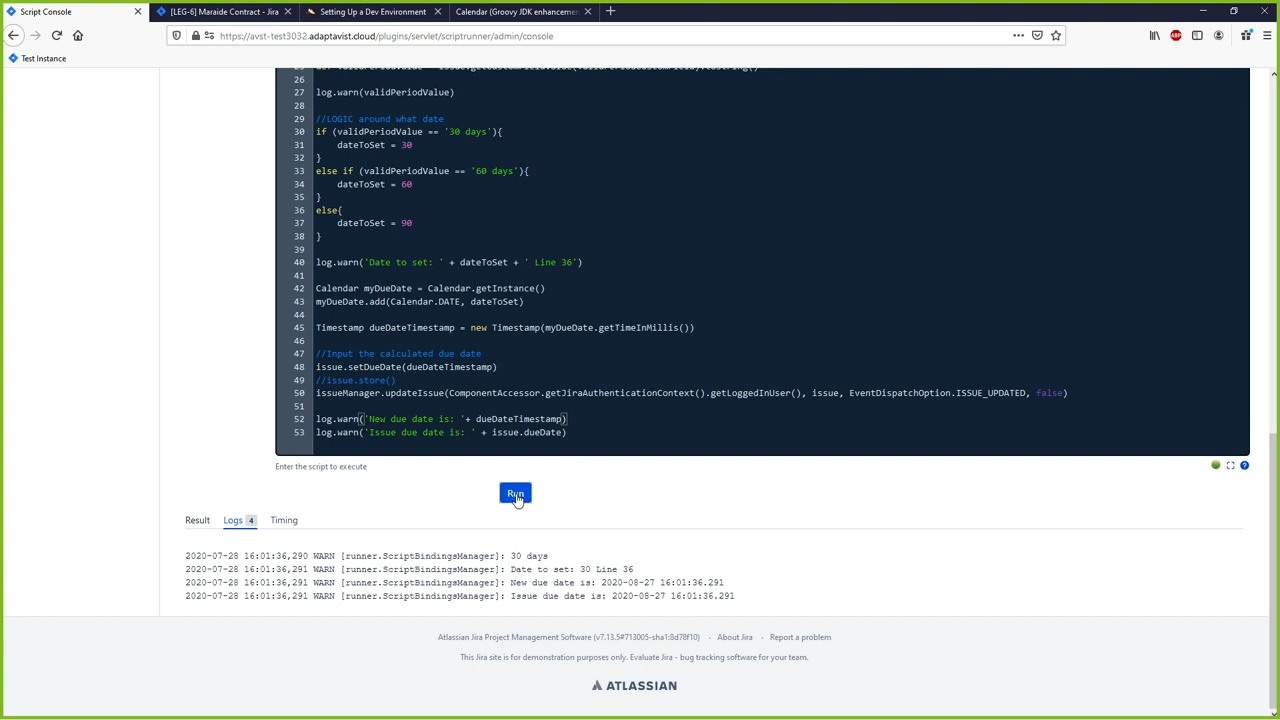 Script Console
[LEG-6] Maraide Contract - Jira
Setting Up a Dev Environment
Calendar (Groovy JDK enhancemen
https://avst-test3032.adaptavist.cloud/plugins/servlet/scriptrunner/admin/console
Test Instance
26
27 log.warn(validPeriodValue)
28
29 //LOGIC around what date
30 if (validPeriodValue == '30 days'){
31 dateToSet = 30
32 }
33 else if (validPeriodValue == '60 days'){
34 dateToSet = 60
35 }
36 else{
37 dateToSet = 90
38 }
39
40 log.warn('Date to set: ' + dateToSet + ' Line 36')
41
42 Calendar myDueDate = Calendar.getInstance()
43 myDueDate.add(Calendar.DATE, dateToSet)
44
45 Timestamp dueDateTimestamp = new Timestamp(myDueDate.getTimeInMillis())
46
47 //Input the calculated due date
48 issue.setDueDate(dueDateTimestamp)
49 //issue.store()
50 issueManager.updateIssue(ComponentAccessor.getJiraAuthenticationContext().getLoggedInUser(), issue, EventDispatchOption.ISSUE_UPDATED, false)
51
52 log.warn('New due date is: '+ dueDateTimestamp)
53 log.warn('Issue due date is: ' + issue.dueDate)
Enter the script to execute
Run
Result Logs 4 Timing
2020-07-28 16:01:36,290 WARN [runner.ScriptBindingsManager]: 30 days
2020-07-28 16:01:36,291 WARN [runner.ScriptBindingsManager]: Date to set: 30 Line 36
2020-07-28 16:01:36,291 WARN [runner.ScriptBindingsManager]: New due date is: 2020-08-27 16:01:36.291
2020-07-28 16:01:36,291 WARN [runner.ScriptBindingsManager]: Issue due date is: 2020-08-27 16:01:36.291
Atlassian Jira Project Management Software (v7.13.5#713005-sha1:8d78f10) · About Jira · Report a problem
This Jira site is for demonstration purposes only. Evaluate Jira - bug tracking software for your team.
ATLASSIAN